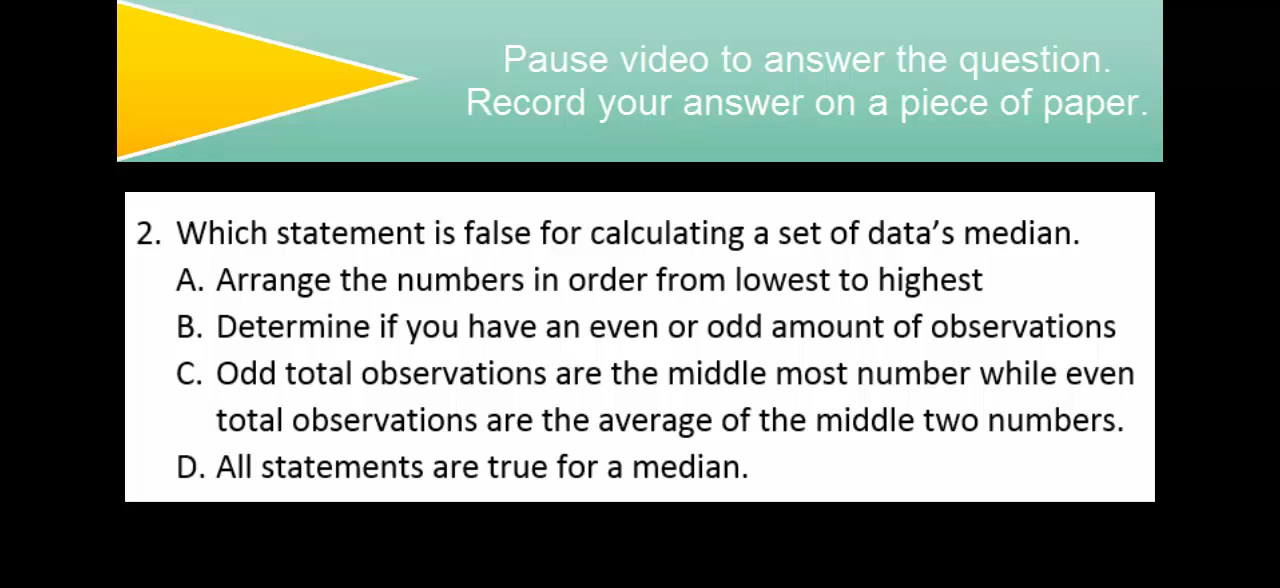 Pause video to answer the question.
Record your answer on a piece of paper.
2. Which statement is false for calculating a set of data’s median.
A. Arrange the numbers in order from lowest to highest
B. Determine if you have an even or odd amount of observations
C. Odd total observations are the middle most number while even
total observations are the average of the middle two numbers.
D. All statements are true for a median.